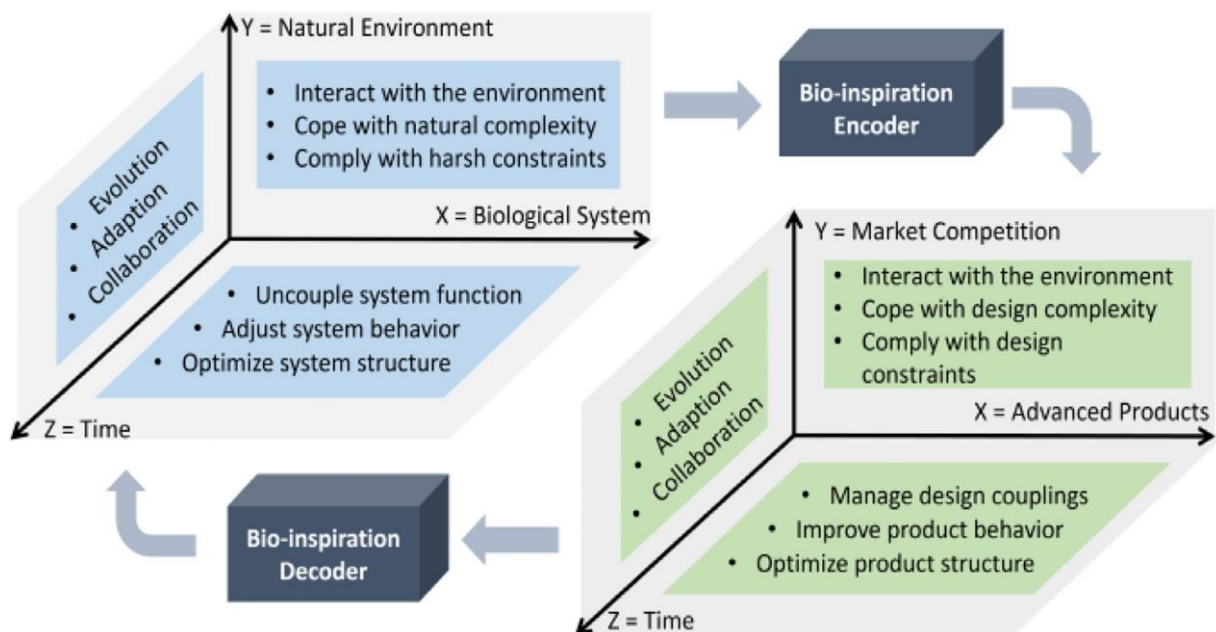 Y = Natural Environment
• Interact with the environment
• Cope with natural complexity
• Comply with harsh constraints
X = Biological System
• Evolution
• Adaption
• Collaboration
• Uncouple system function
• Adjust system behavior
• Optimize system structure
Z = Time
Bio-inspiration
Encoder
Y = Market Competition
• Interact with the environment
• Cope with design complexity
• Comply with design
constraints
X = Advanced Products
• Evolution
• Adaption
• Collaboration
• Manage design couplings
• Improve product behavior
• Optimize product structure
Z = Time
Bio-inspiration
Decoder